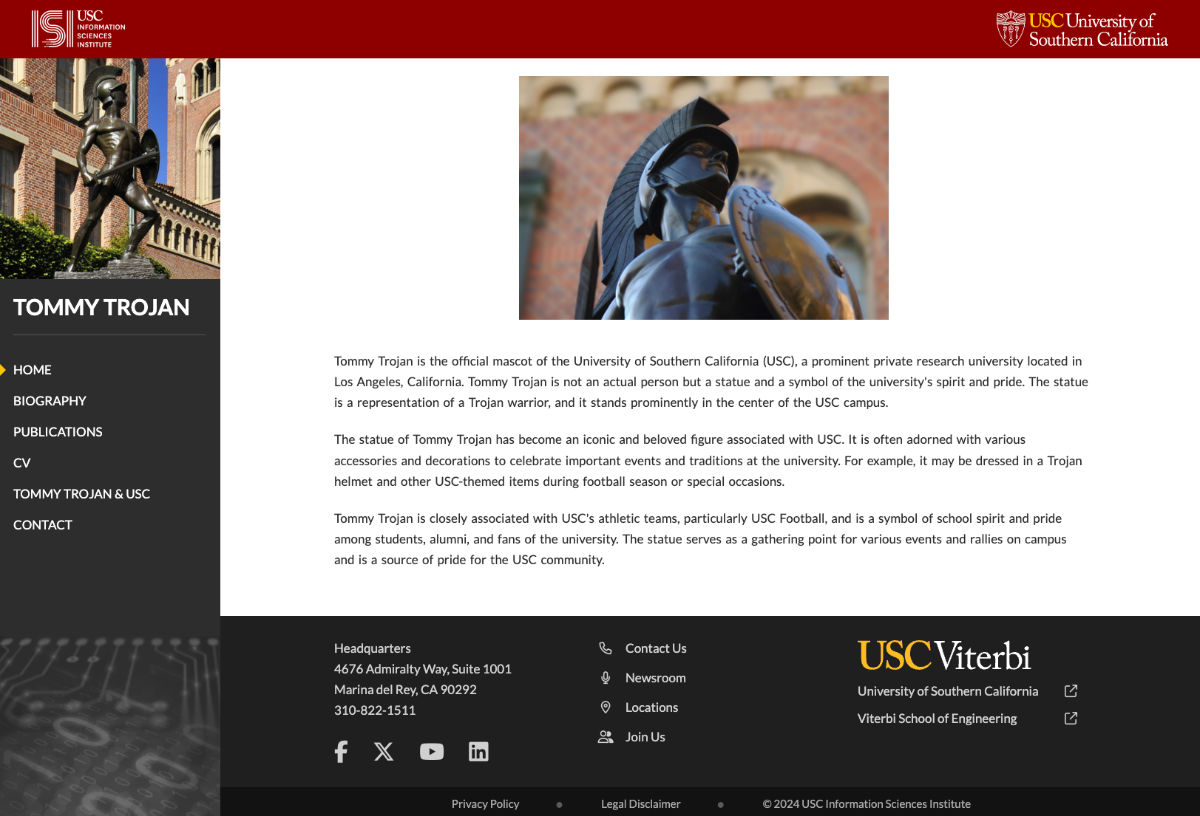 USC
INFORMATION
SCIENCES
INSTITUTE
USC University of
Southern California
TOMMY TROJAN
HOME
BIOGRAPHY
PUBLICATIONS
CV
TOMMY TROJAN & USC
CONTACT
Tommy Trojan is the official mascot of the University of Southern California (USC), a prominent private research university located in
Los Angeles, California. Tommy Trojan is not an actual person but a statue and a symbol of the university's spirit and pride. The statue
is a representation of a Trojan warrior, and it stands prominently in the center of the USC campus.
The statue of Tommy Trojan has become an iconic and beloved figure associated with USC. It is often adorned with various
accessories and decorations to celebrate important events and traditions at the university. For example, it may be dressed in a Trojan
helmet and other USC-themed items during football season or special occasions.
Tommy Trojan is closely associated with USC's athletic teams, particularly USC Football, and is a symbol of school spirit and pride
among students, alumni, and fans of the university. The statue serves as a gathering point for various events and rallies on campus
and is a source of pride for the USC community.
Headquarters
4676 Admiralty Way, Suite 1001
Marina del Rey, CA 90292
310-822-1511
Contact Us
Newsroom
Locations
Join Us
USC Viterbi
University of Southern California
Viterbi School of Engineering
Privacy Policy
Legal Disclaimer
© 2024 USC Information Sciences Institute